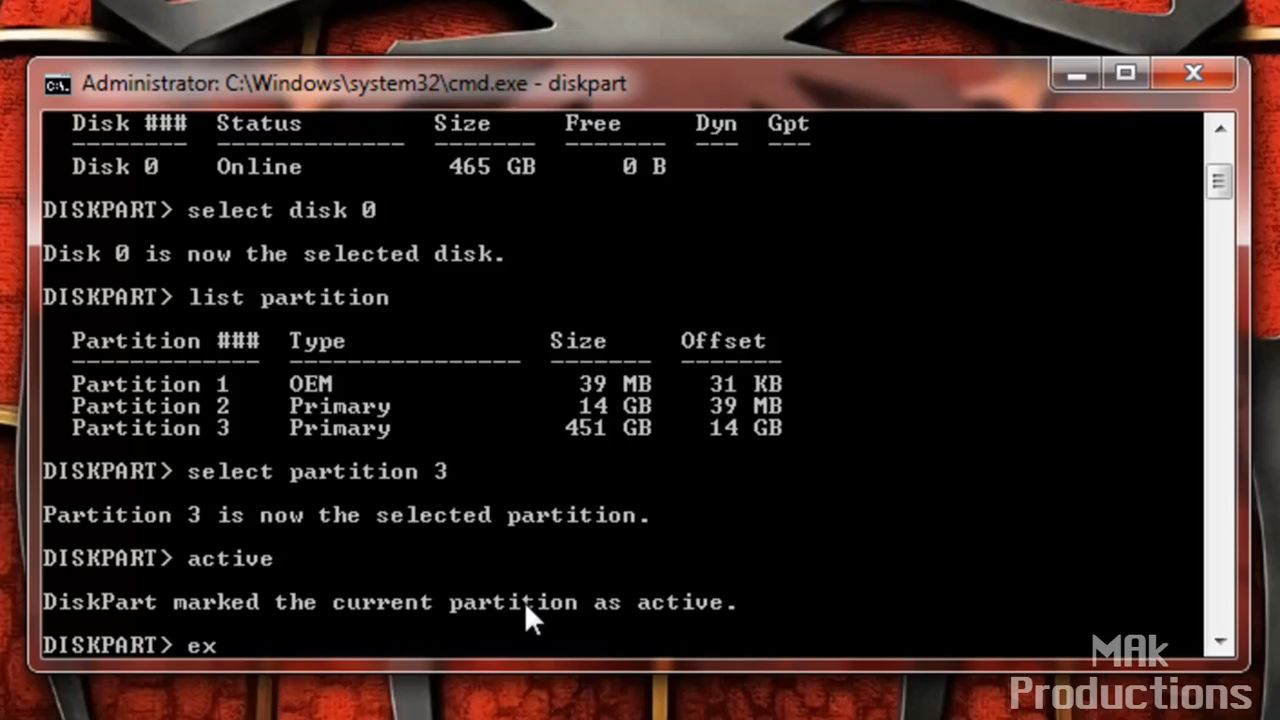 Administrator: C:\Windows\system32\cmd.exe - diskpart
Disk ### Status Size Free Dyn Gpt
-------- ------------- ------- ------- --- ---
Disk 0 Online 465 GB 0 B
DISKPART> select disk 0
Disk 0 is now the selected disk.
DISKPART> list partition
Partition ### Type Size Offset
------------- ---------------- ------- -------
Partition 1 OEM 39 MB 31 KB
Partition 2 Primary 14 GB 39 MB
Partition 3 Primary 451 GB 14 GB
DISKPART> select partition 3
Partition 3 is now the selected partition.
DISKPART> active
DiskPart marked the current partition as active.
DISKPART> ex
MAk
Productions